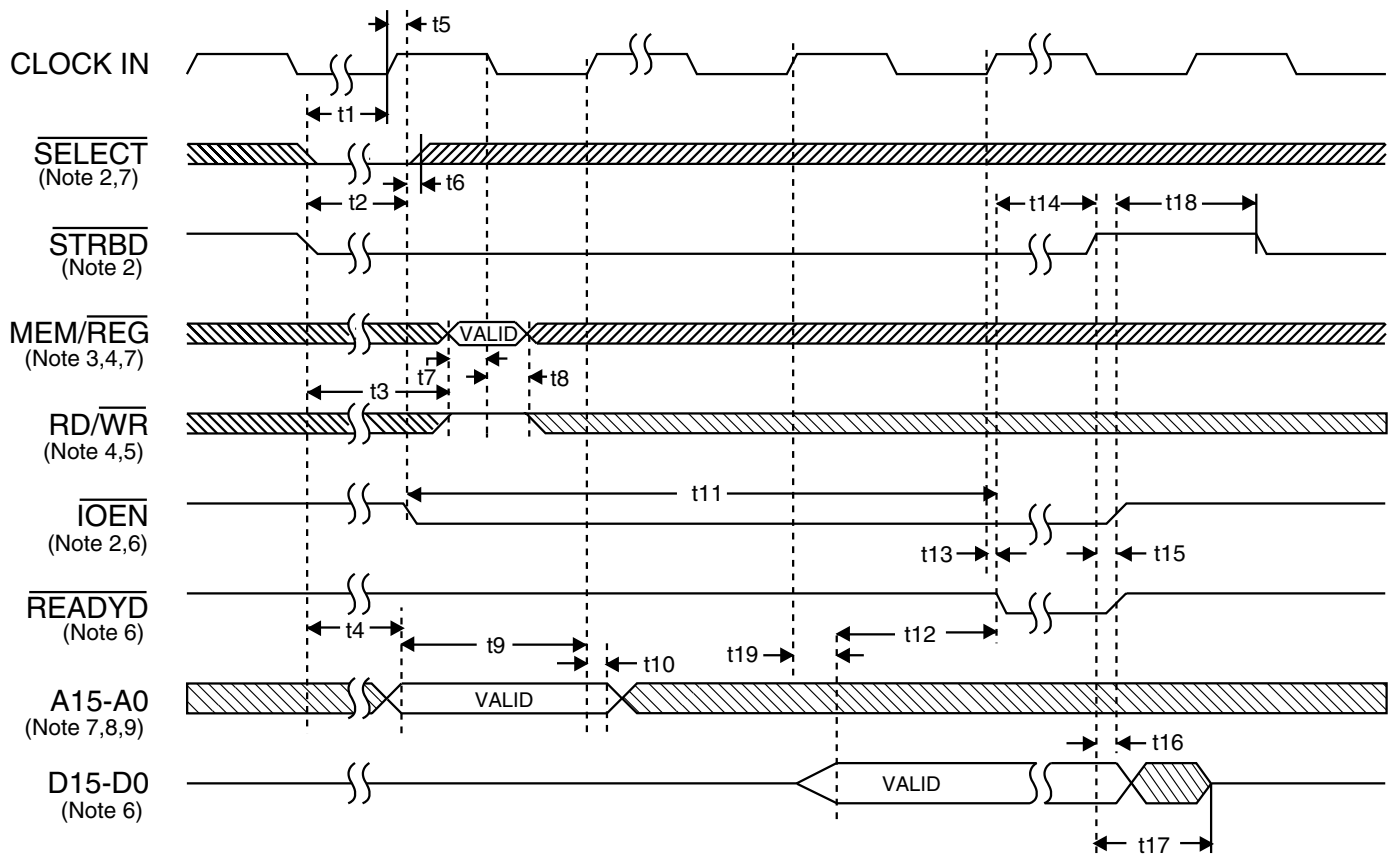 t5
CLOCK IN
t1
SELECT
(Note 2,7)
t6
t2
t14
t18
STRBD
(Note 2)
MEM/REG
(Note 3,4,7)
VALID
t7
t8
t3
RD/WR
(Note 4,5)
t11
IOEN
(Note 2,6)
t13
t15
READYD
(Note 6)
t4
t9
t12
t19
t10
A15-A0
(Note 7,8,9)
VALID
t16
D15-D0
(Note 6)
VALID
t17